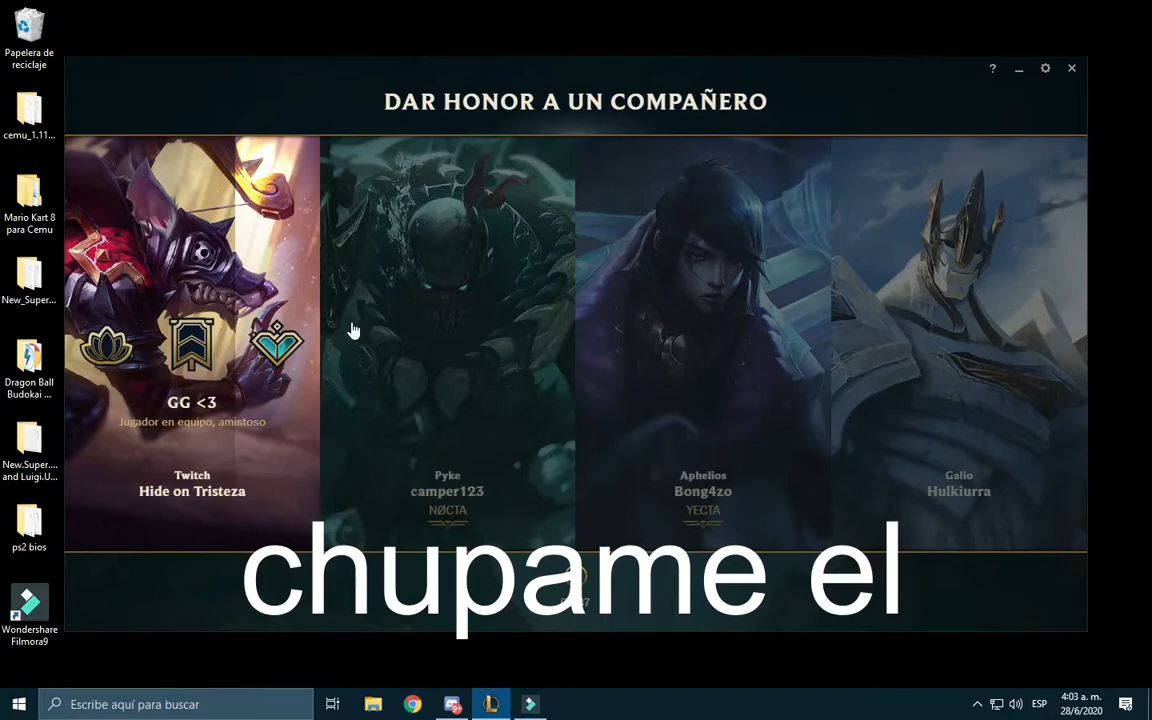 Papelera de
reciclaje
cemu_1.11...
Mario Kart 8
para Cemu
New_Super...
Dragon Ball
Budokai ...
New.Super....
and Luigi.U...
ps2 bios
Wondershare
Filmora9
?
DAR HONOR A UN COMPAÑERO
GG <3
Jugador en equipo, amistoso
Twitch
Hide on Tristeza
Pyke
camper123
NØCTA
Aphelios
Bong4zo
YECTA
Galio
Hulkiurra
chupame el
Escribe aquí para buscar
ESP
4:03 a. m.
28/6/2020